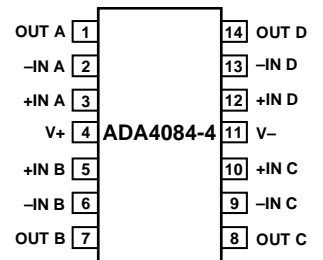 OUT A 1 14 OUT D
–IN A 2 13 –IN D
+IN A 3 12 +IN D
V+ 4 ADA4084-4 11 V–
+IN B 5 10 +IN C
–IN B 6 9 –IN C
OUT B 7 8 OUT C